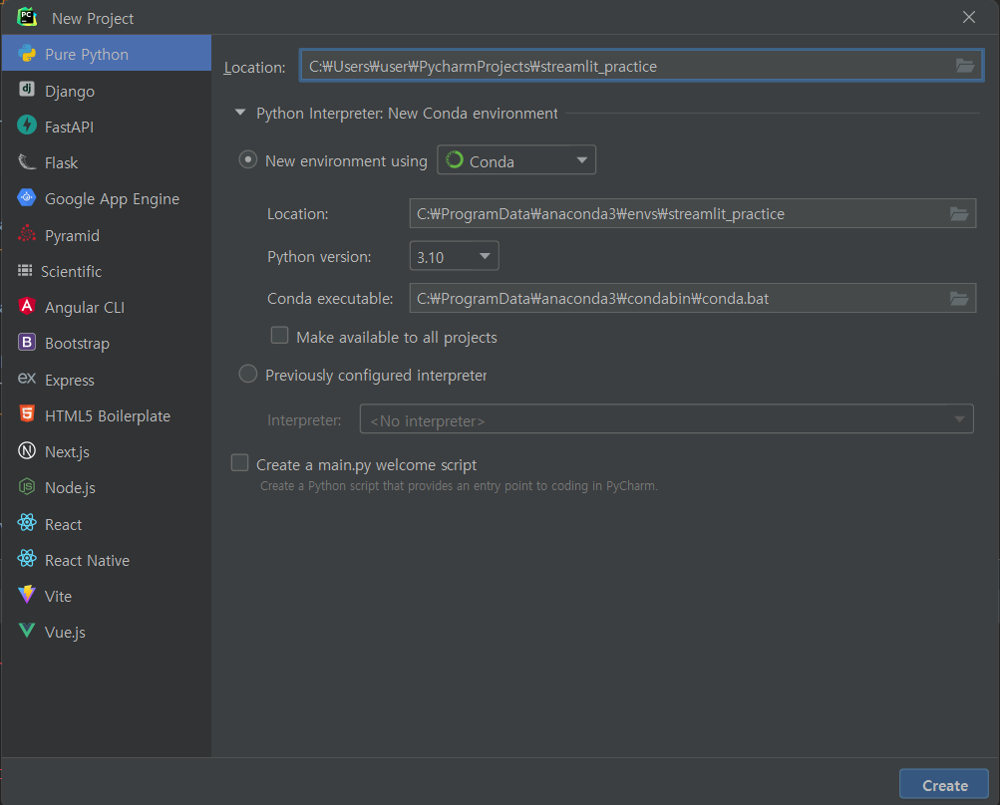 New Project
Pure Python
Django
FastAPI
Flask
Google App Engine
Pyramid
Scientific
Angular CLI
Bootstrap
Express
HTML5 Boilerplate
Next.js
Node.js
React
React Native
Vite
Vue.js
Location: C:₩Users₩user₩PycharmProjects₩streamlit_practice
Python Interpreter: New Conda environment
New environment using Conda
Location: C:₩ProgramData₩anaconda3₩envs₩streamlit_practice
Python version: 3.10
Conda executable: C:₩ProgramData₩anaconda3₩condabin₩conda.bat
Make available to all projects
Previously configured interpreter
Interpreter: <No interpreter>
Create a main.py welcome script
Create a Python script that provides an entry point to coding in PyCharm.
Create